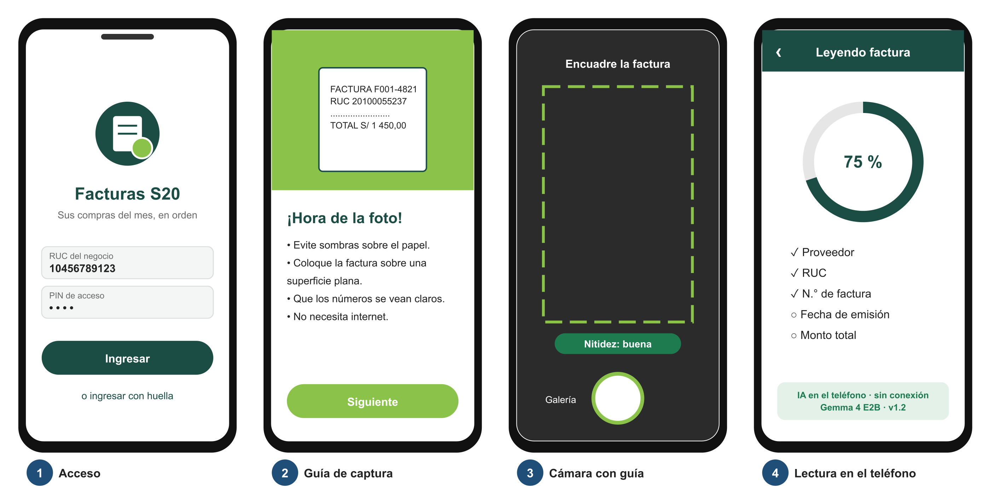 Facturas S20
Sus compras del mes, en orden
RUC del negocio
10456789123
PIN de acceso
••••
Ingresar
o ingresar con huella
1 Acceso
FACTURA F001-4821
RUC 20100055237
........................
TOTAL S/ 1 450,00
¡Hora de la foto!
• Evite sombras sobre el papel.
• Coloque la factura sobre una
superficie plana.
• Que los números se vean claros.
• No necesita internet.
Siguiente
2 Guía de captura
Encuadre la factura
Nitidez: buena
Galería
3 Cámara con guía
‹ Leyendo factura
75 %
✓ Proveedor
✓ RUC
✓ N.° de factura
○ Fecha de emisión
○ Monto total
IA en el teléfono · sin conexión
Gemma 4 E2B · v1.2
4 Lectura en el teléfono